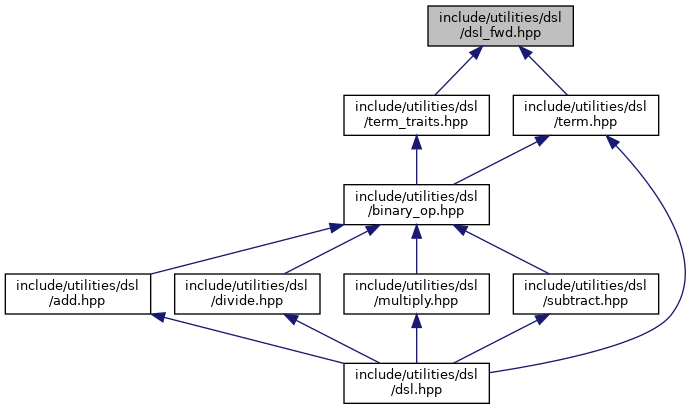 include/utilities/dsl
/dsl_fwd.hpp
include/utilities/dsl
/term_traits.hpp
include/utilities/dsl
/term.hpp
include/utilities/dsl
/binary_op.hpp
include/utilities/dsl
/add.hpp
include/utilities/dsl
/divide.hpp
include/utilities/dsl
/multiply.hpp
include/utilities/dsl
/subtract.hpp
include/utilities/dsl
/dsl.hpp